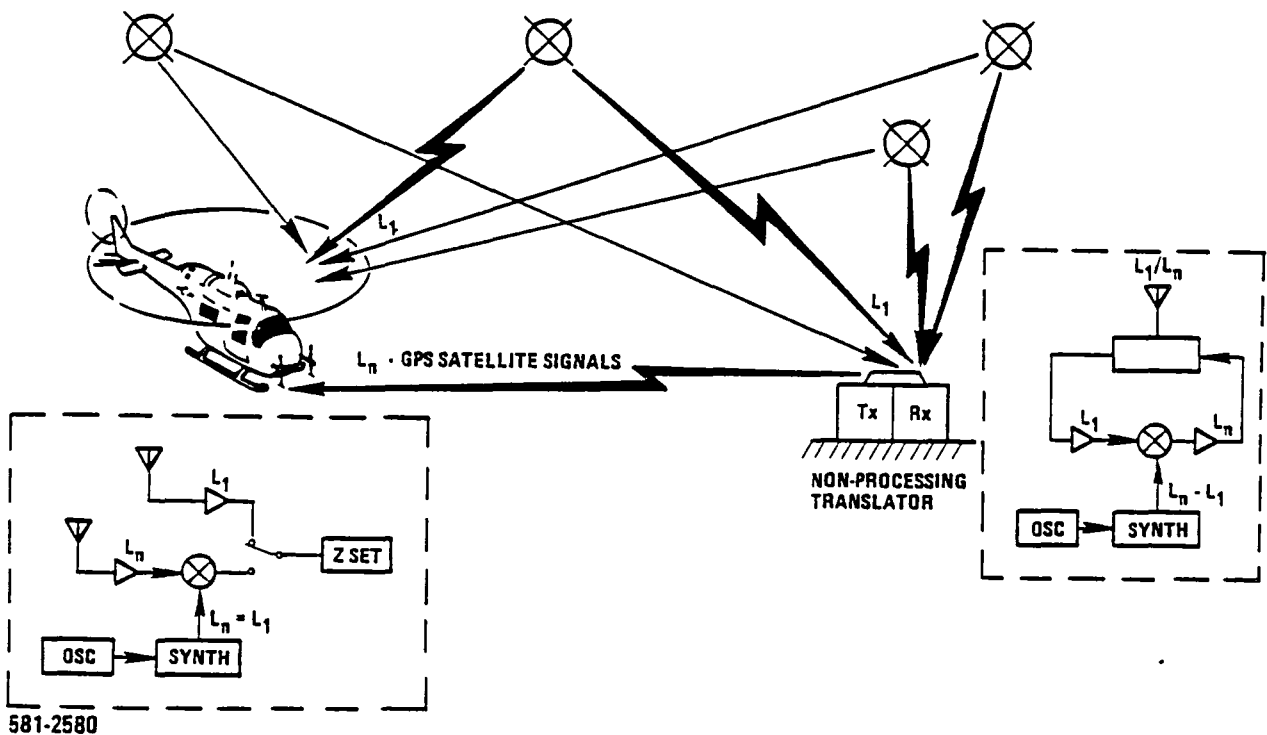 L1
L1
Ln · GPS SATELLITE SIGNALS
Tx
Rx
NON-PROCESSING
TRANSLATOR
L1/Ln
L1
Ln
Ln - L1
OSC
SYNTH
L1
Ln
Z SET
Ln = L1
OSC
SYNTH
581-2580